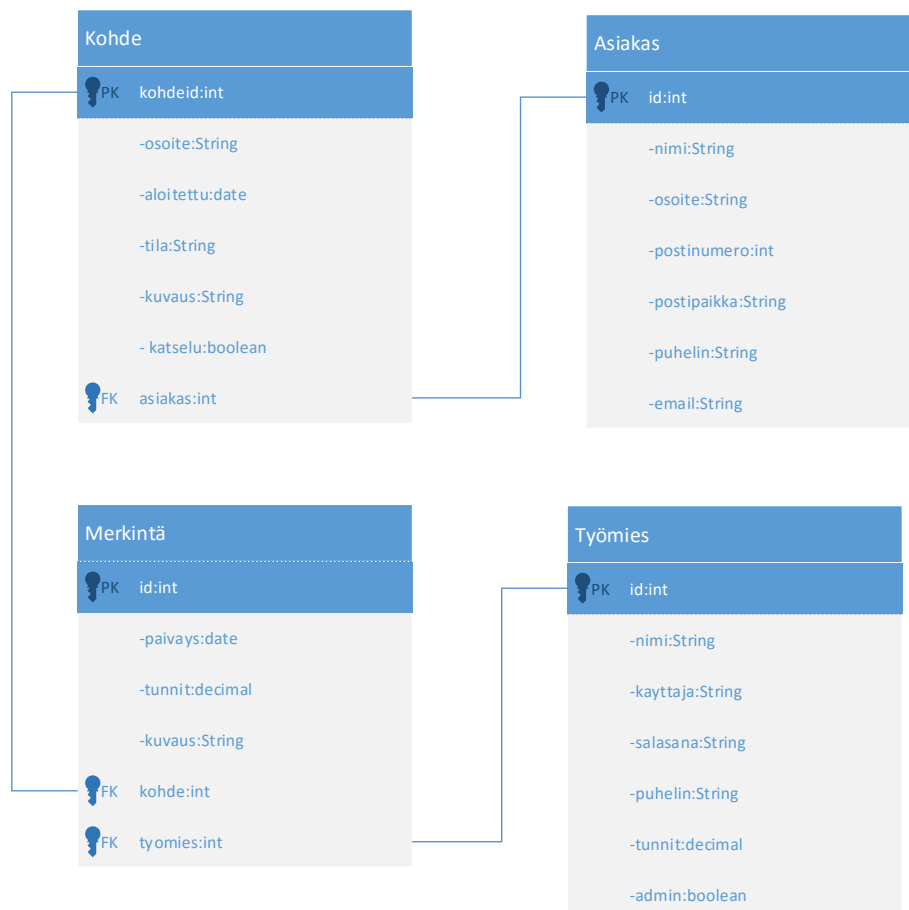 Kohde
PK kohdeid:int
-osoite:String
-aloitettu:date
-tila:String
-kuvaus:String
- katselu:boolean
FK asiakas:int
Asiakas
PK id:int
-nimi:String
-osoite:String
-postinumero:int
-postipaikka:String
-puhelin:String
-email:String
Merkintä
PK id:int
-paivays:date
-tunnit:decimal
-kuvaus:String
FK kohde:int
FK tyomies:int
Työmies
PK id:int
-nimi:String
-kayttaja:String
-salasana:String
-puhelin:String
-tunnit:decimal
-admin:boolean